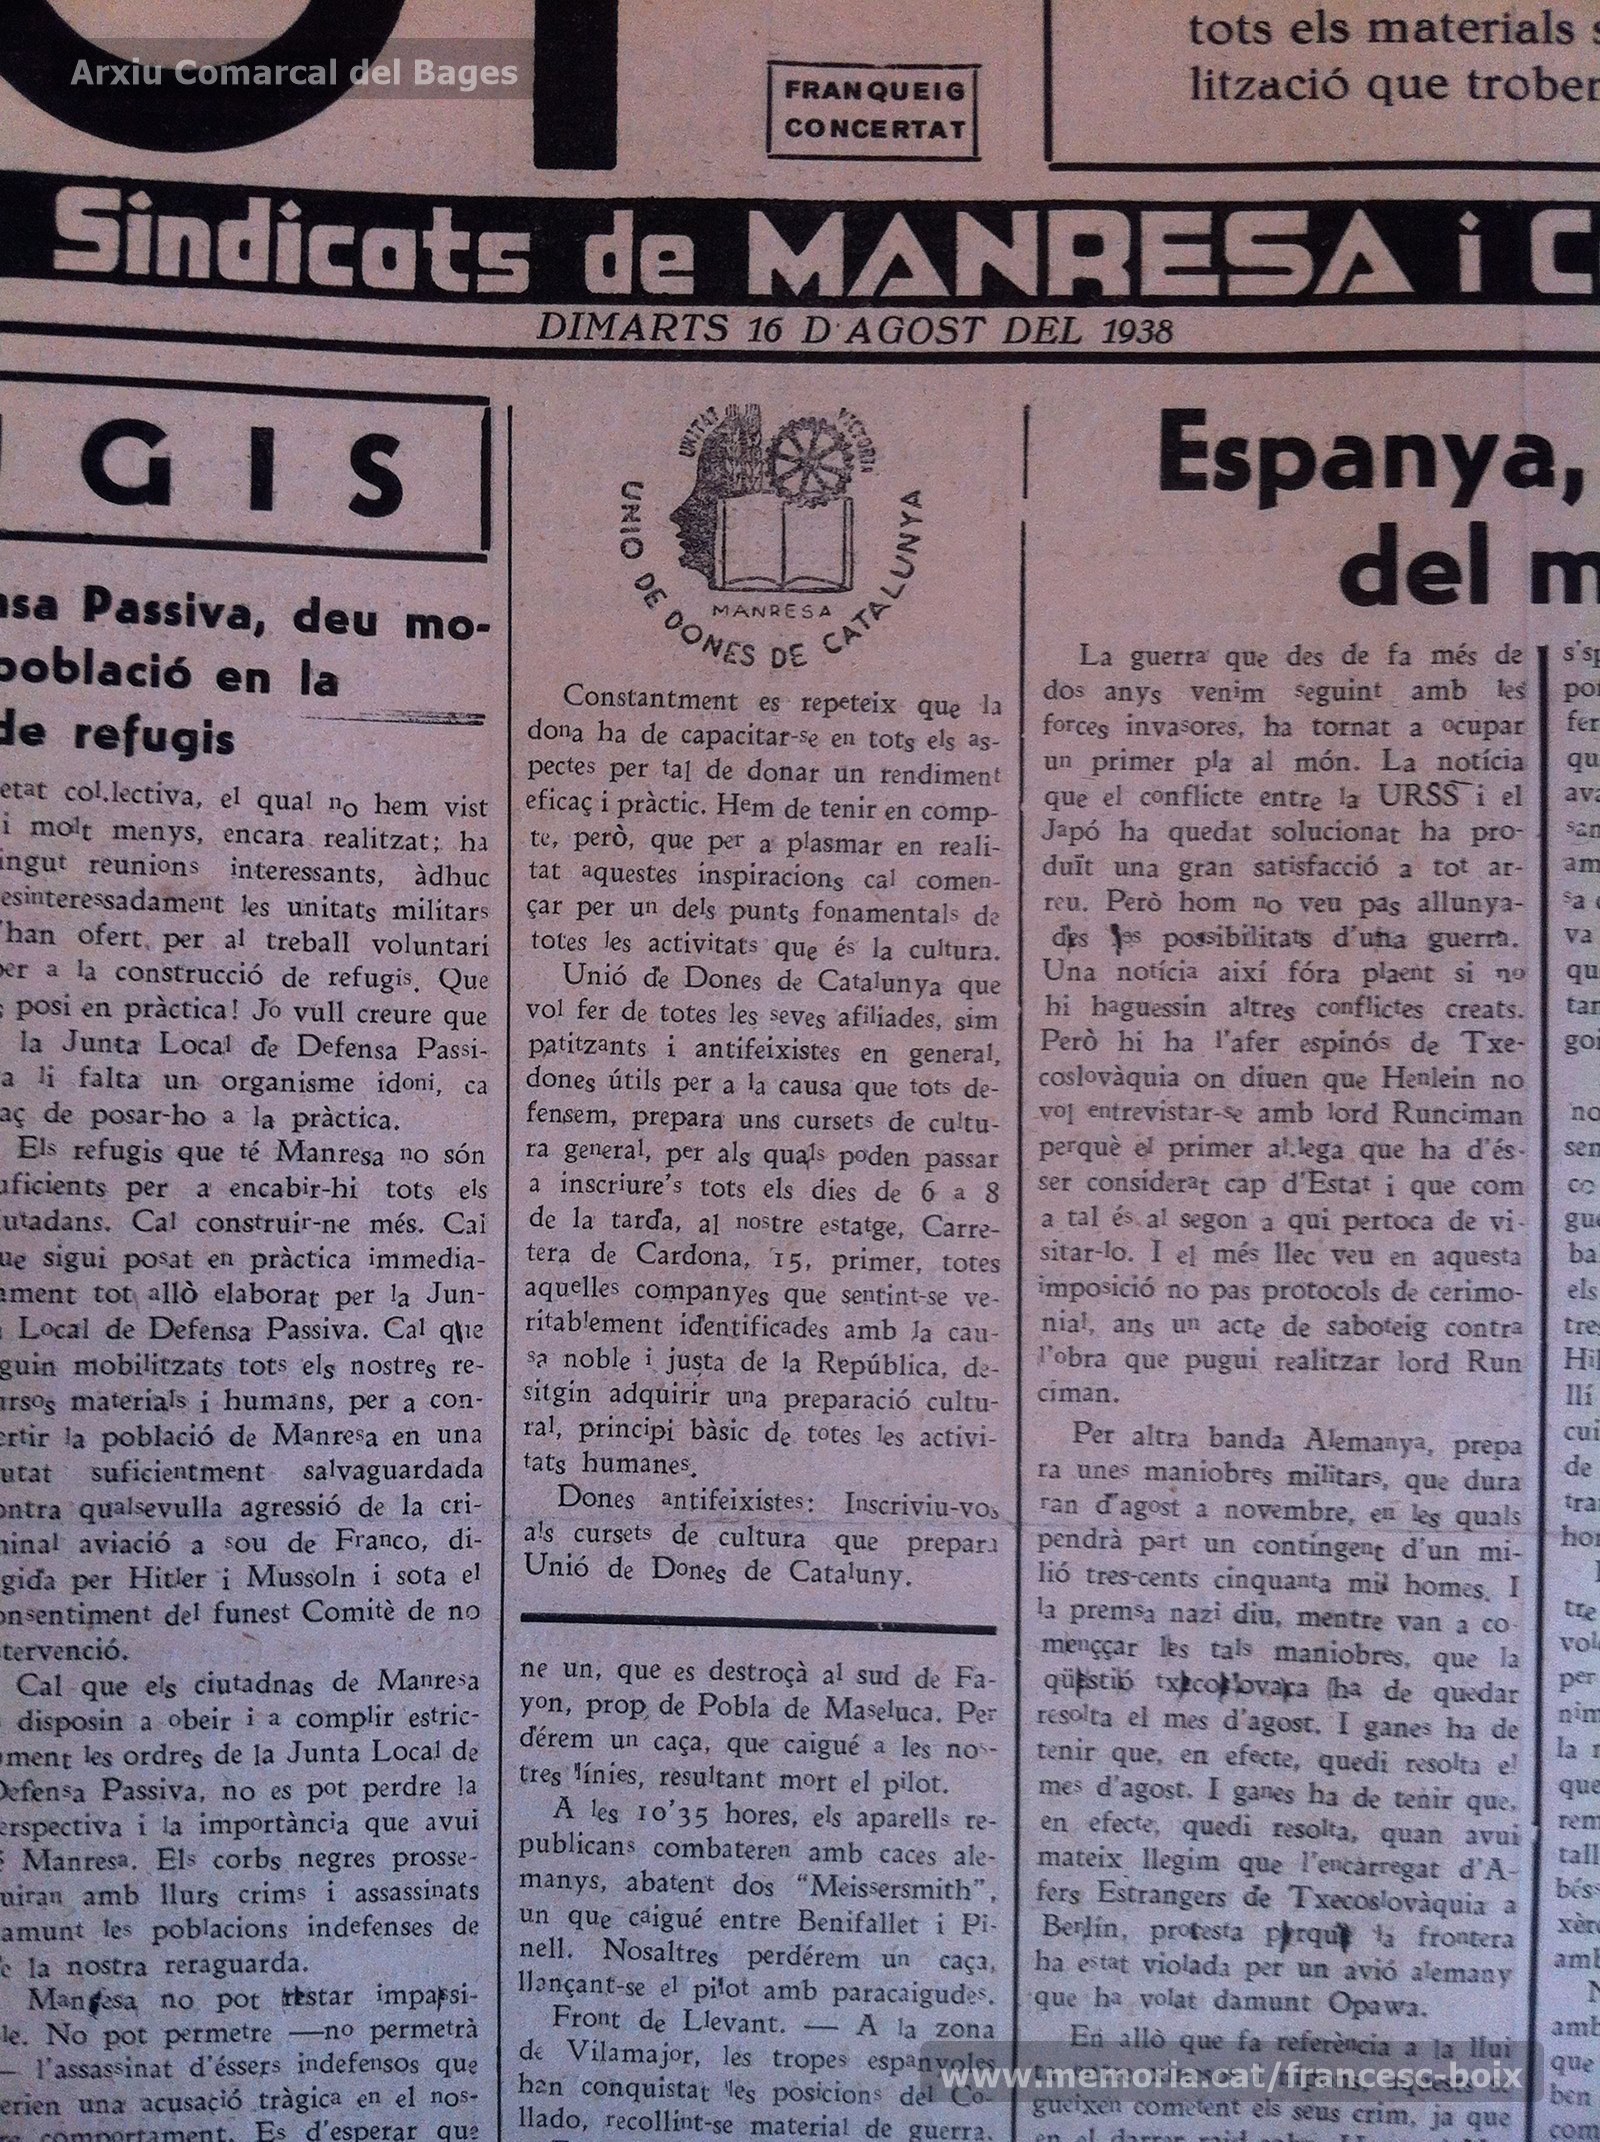 Arxiu Comarcal del Bages
FRANQUEIG
CONCERTAT
tots els materials
lització que
Sindicats de MANRESA i
DIMARTS 16 D'AGOST DEL 1938
GIS
Passiva, deu mo-
població en la
de refugis
col.lectiva, el qual no hem vist
i molt menys, encara realitzat; ha
reunions interessants, àdhuc
les unitats militars
han ofert per al treball voluntari
per a la construcció de refugis. Que
posi en pràctica! Jo vull creure que
la Junta Local de Defensa Passi-
li falta un organisme idoni, ca
de posar-ho a la pràctica.
Els refugis que té Manresa no són
per a encabir-hi tots els
Cal construir-ne més. Cal
sigui posat en pràctica immedia-
tot allò elaborat per la Jun-
Local de Defensa Passiva. Cal que
mobilitzats tots els nostres re-
materials i humans, per a con-
la població de Manresa en una
suficientment salvaguardada
qualsevulla agressió de la cri-
aviació a sou de Franco, di-
per Hitler i Mussoln i sota el
del funest Comitè de no
Cal que els ciutadnas de Manresa
disposin a obeir i a complir estric-
les ordres de la Junta Local de
Defensa Passiva, no es pot perdre la
i la importància que avui
Manresa. Els corbs negres prosse-
amb llurs crims i assassinats
les poblacions indefenses de
la nostra reraguarda.
Manresa no pot restar impassi-
No pot permetre —no permetrà
— l'assassinat d'éssers indefensos que
una acusació tràgica en el nos-
comportament. Es d'esperar que
UNITAT VICTORIA
MANRESA
UNIO DE DONES DE CATALUNYA
Constantment es repeteix que la
dona ha de capacitar-se en tots els as-
pectes per tal de donar un rendiment
eficaç i pràctic. Hem de tenir en comp-
te, però, que per a plasmar en reali-
tat aquestes inspiracions cal comen-
çar per un dels punts fonamentals de
totes les activitats que és la cultura.
Unió de Dones de Catalunya que
vol fer de totes les seves afiliades, sim
patitzants i antifeixistes en general,
dones útils per a la causa que tots de-
fensem, prepara uns cursets de cultu-
ra general, per als quals poden passar
a inscriure's tots els dies de 6 a 8
de la tarda, al nostre estatge, Carre-
tera de Cardona, 15, primer, totes
aquelles companyes que sentint-se ve-
ritablement identificades amb la cau-
sa noble i justa de la República, de-
sitgin adquirir una preparació cultu-
ral, principi bàsic de totes les activi-
tats humanes.
Dones antifeixistes: Inscriviu-vos
als cursets de cultura que prepara
Unió de Dones de Cataluny.
ne un, que es destroçà al sud de Fa-
yon, prop de Pobla de Maseluca. Per
dérem un caça, que caigué a les nos-
tres línies, resultant mort el pilot.
A les 10'35 hores, els aparells re-
publicans combateren amb caces ale-
manys, abatent dos "Meissersmith",
un que caigué entre Benifallet i Pi-
nell. Nosaltres perdérem un caça,
llançant-se el pilot amb paracaigudes.
Front de Llevant. — A la zona
de Vilamajor, les tropes espanyoles
han conquistat les posicions del Co-
llado, recollint-se material de guerra.
Espanya,
del
La guerra que des de fa més de
dos anys venim seguint amb les
forces invasores, ha tornat a ocupar
un primer pla al món. La notícia
que el conflicte entre la URSS i el
Japó ha quedat solucionat ha pro-
duït una gran satisfacció a tot ar-
reu. Però hom no veu pas allunya-
des les possibilitats d'una guerra.
Una notícia així fóra plaent si no
hi haguessin altres conflictes creats.
Però hi ha l'afer espinós de Txe-
coslovàquia on diuen que Henlein no
vol entrevistar-se amb lord Runciman
perquè el primer al.lega que ha d'és-
ser considerat cap d'Estat i que com
a tal és al segon a qui pertoca de vi-
sitar-lo. I el més llec veu en aquesta
imposició no pas protocols de cerimo-
nial, ans un acte de saboteig contra
l'obra que pugui realitzar lord Run
ciman.
Per altra banda Alemanya, prepa
ra unes maniobres militars, que dura
ran d'agost a novembre, en les quals
pendrà part un contingent d'un mi-
lió tres-cents cinquanta mil homes. I
la premsa nazi diu, mentre van a co-
mençcar les tals maniobres, que la
qüestió ha de quedar
resolta el mes d'agost. I ganes ha de
tenir que, en efecte, quedi resolta el
mes d'agost. I ganes ha de tenir que,
en efecte, quedi resolta, quan avui
mateix llegim que l'encarregat d'A-
fers Estrangers de Txecoslovàquia a
Berlín, protesta perquè la frontera
ha estat violada per un avió alemany
que ha volat damunt Opawa.
En allò que fa referència a la llui
gueixen cometent els seus crim, ja que
www.memoria.cat/francesc-boix